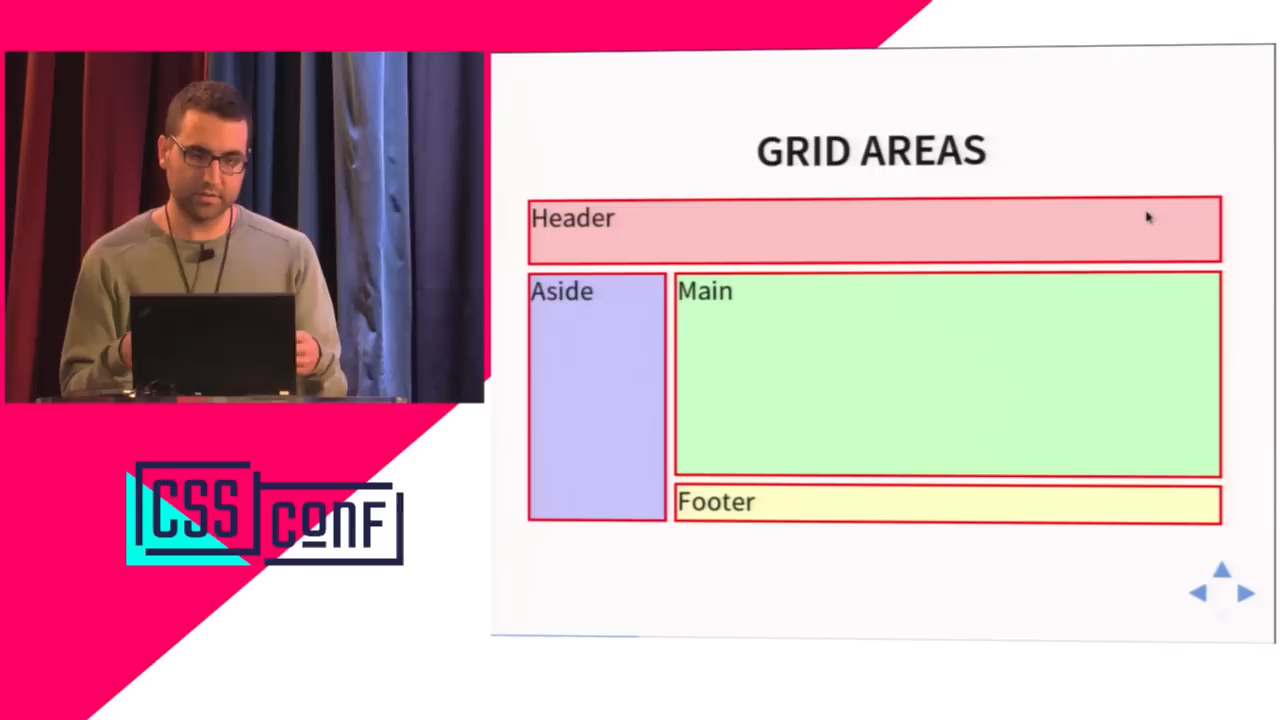 GRID AREAS
Header
Aside
Main
Footer
CSS
conf